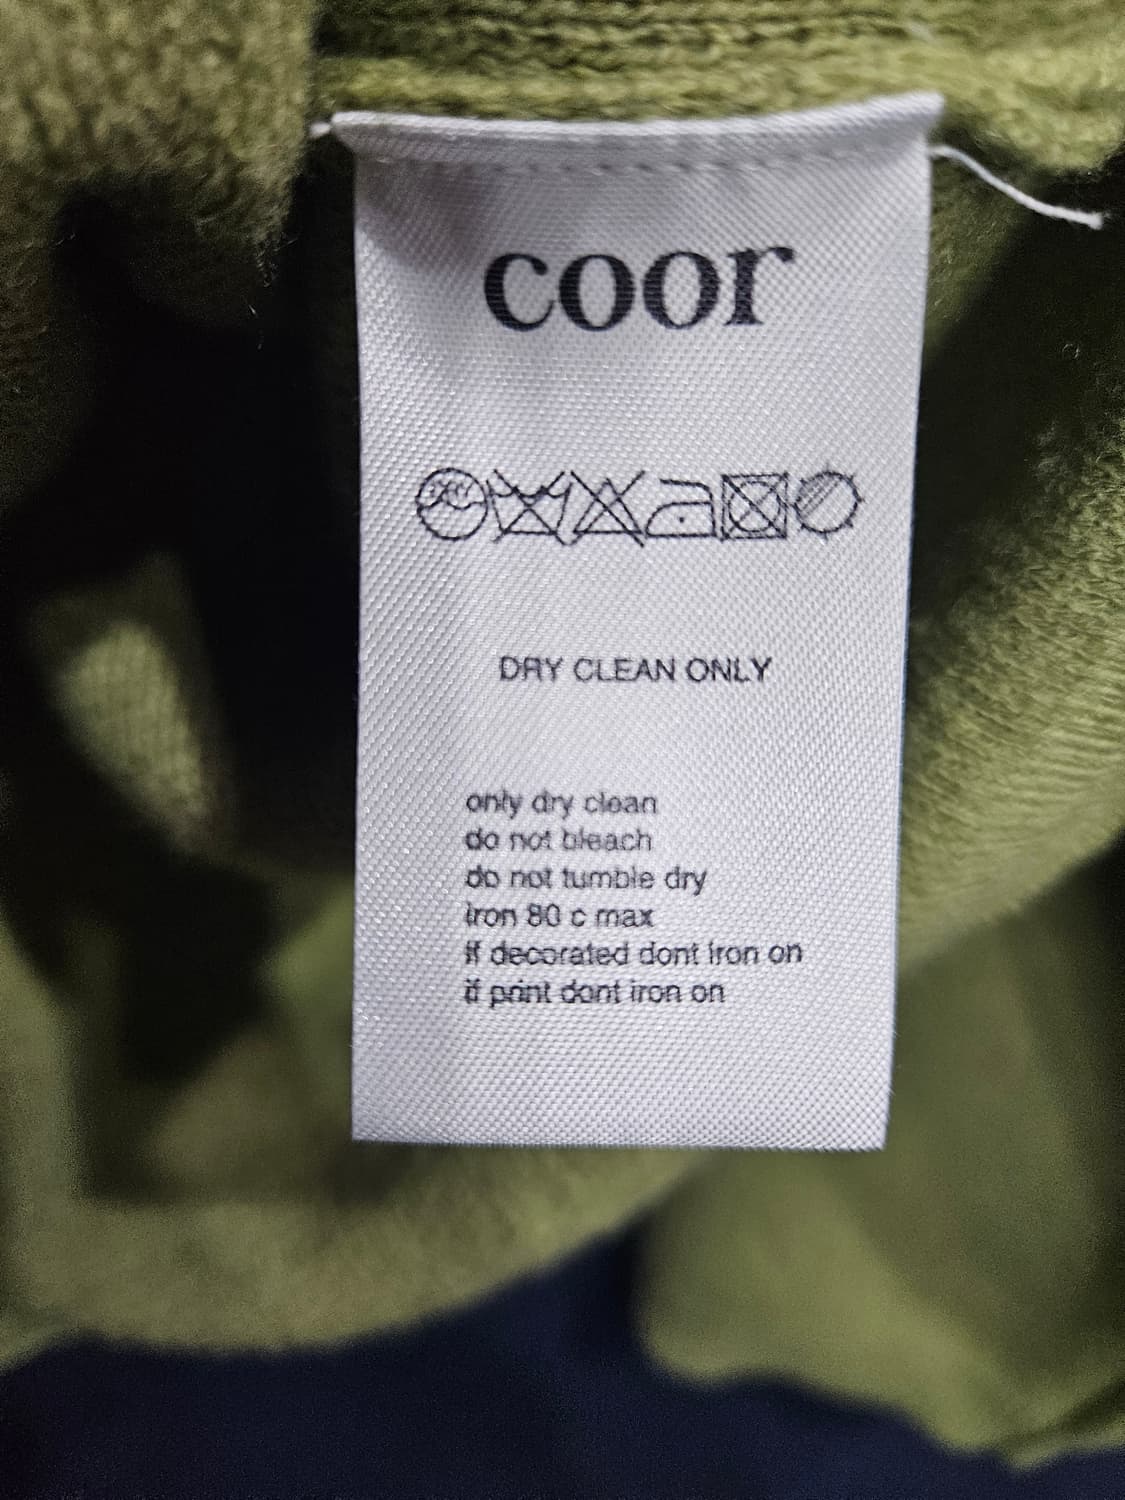 coor
DRY CLEAN ONLY
only dry clean
do not bleach
do not tumble dry
iron 80 c max
if decorated dont iron on
if print dont iron on